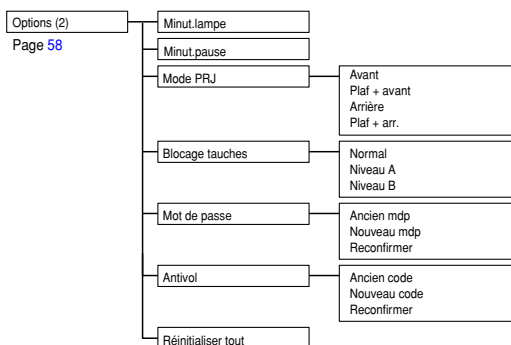 Options (2)
Page 58
Minut.lampe
Minut.pause
Mode PRJ
Avant
Plaf + avant
Arrière
Plaf + arr.
Blocage tauches
Normal
Niveau A
Niveau B
Mot de passe
Ancien mdp
Nouveau mdp
Reconfirmer
Antivol
Ancien code
Nouveau code
Reconfirmer
Réinitialiser tout